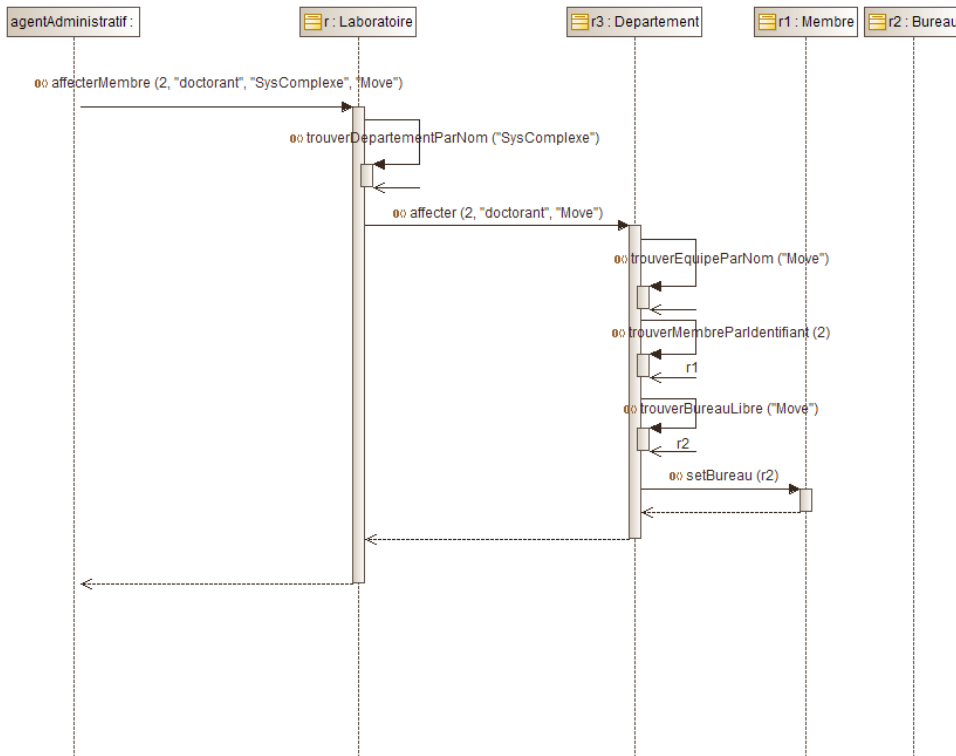 agentAdministratif :
r : Laboratoire
r3 : Departement
r1 : Membre
r2 : Bureau
affecterMembre (2, "doctorant", "SysComplexe", "Move")
trouverDepartementParNom ("SysComplexe")
affecter (2, "doctorant", "Move")
trouverEquipeParNom ("Move")
trouverMembreParIdentifiant (2)
r1
trouverBureauLibre ("Move")
r2
setBureau (r2)